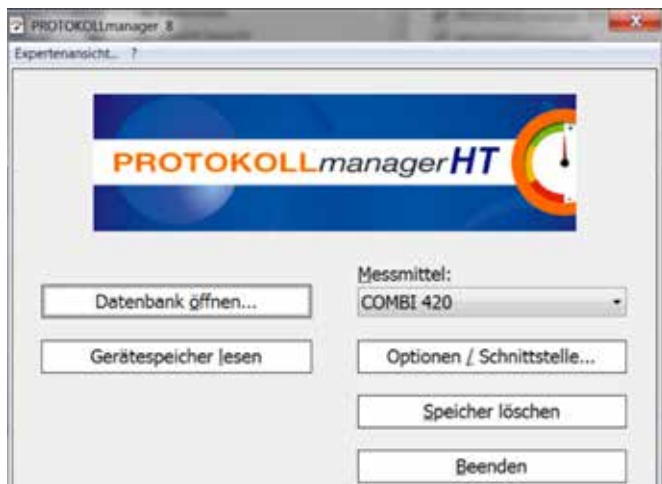 PROTOKOLLmanager 8
Expertenansicht... ?
PROTOKOLLmanagerHT
Messmittel:
Datenbank öffnen...
COMBI 420
Gerätespeicher lesen
Optionen / Schnittstelle...
Speicher löschen
Beenden